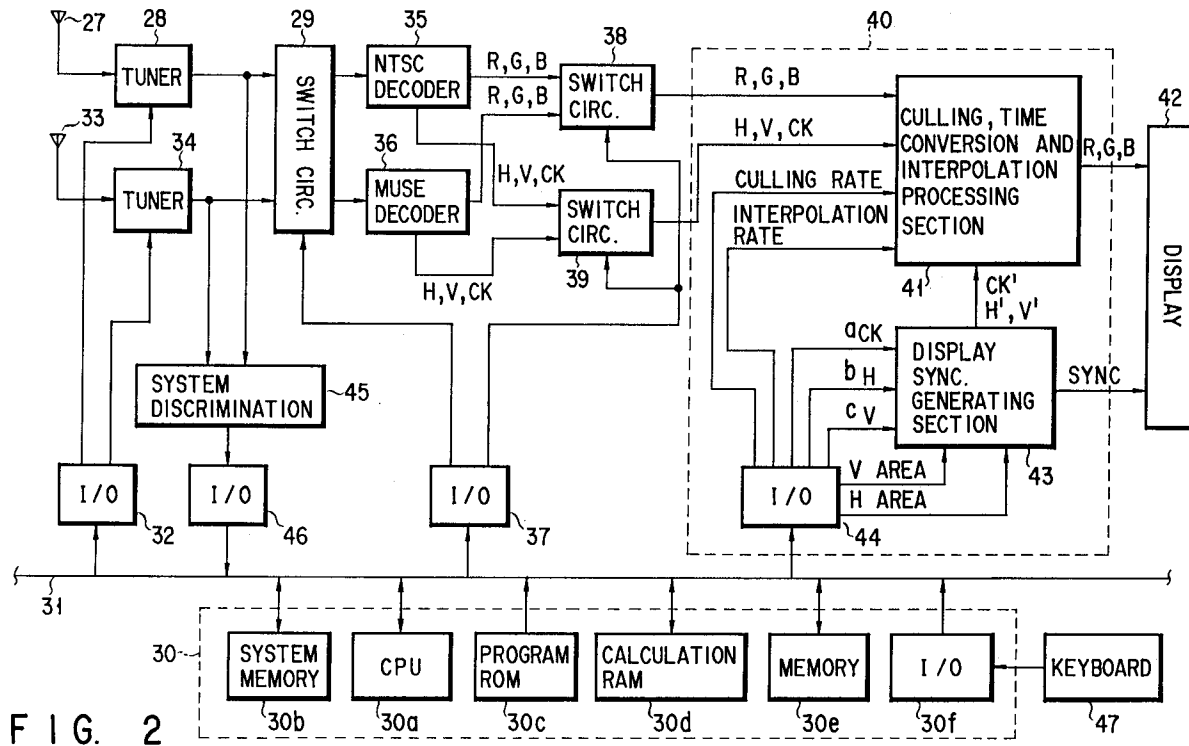 27
28
TUNER
29
SWITCH CIRC.
35
NTSC
DECODER
R,G,B
R,G,B
38
SWITCH
CIRC.
R,G,B
40
H,V,CK
CULLING, TIME
CONVERSION AND
INTERPOLATION
PROCESSING
SECTION
41
R,G,B
42
DISPLAY
33
34
TUNER
36
MUSE
DECODER
H,V,CK
H,V,CK
SWITCH
CIRC.
39
CULLING RATE
INTERPOLATION
RATE
CK'
H',V'
aCK
bH
cV
DISPLAY
SYNC.
GENERATING
SECTION
43
SYNC
V AREA
H AREA
SYSTEM
DISCRIMINATION
45
I/O
32
I/O
46
I/O
37
I/O
44
31
30
SYSTEM
MEMORY
30b
CPU
30a
PROGRAM
ROM
30c
CALCULATION
RAM
30d
MEMORY
30e
I/O
30f
KEYBOARD
47
FIG. 2